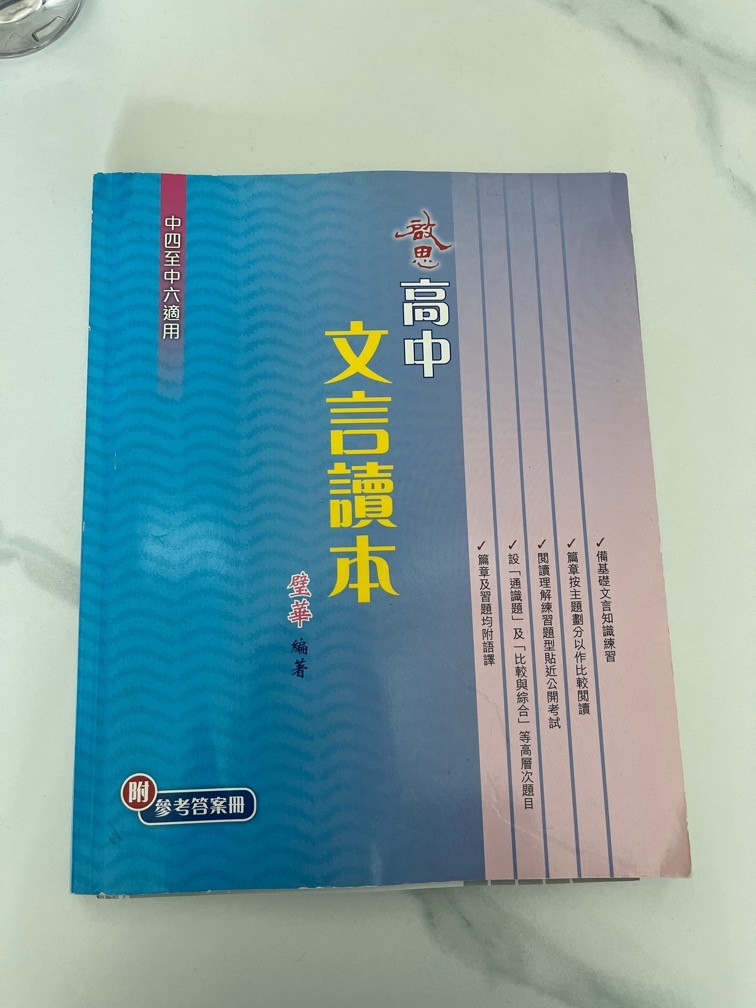 中四至中六適用
啟思
高中
文言讀本
璧華
編著
✓備基礎文言知識練習
✓篇章按主題劃分以作比較閱讀
✓閱讀理解練習題型貼近公開考試
✓設「通識題」及「比較與綜合」等高層次題目
✓篇章及習題均附語譯
附
參考答案冊